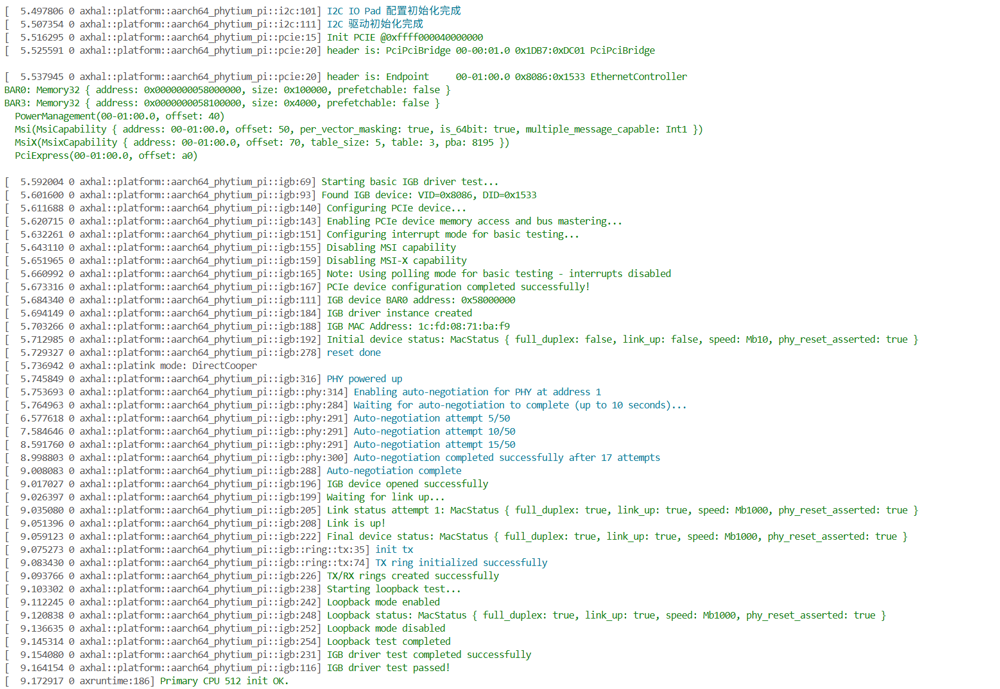 [   5.497806 0 axhal::platform::aarch64_phytium_pi::i2c:101] I2C IO Pad 配置初始化完成
[   5.507354 0 axhal::platform::aarch64_phytium_pi::i2c:111] I2C 驱动初始化完成
[   5.516295 0 axhal::platform::aarch64_phytium_pi::pcie:15] Init PCIE @0xffff000040000000
[   5.525591 0 axhal::platform::aarch64_phytium_pi::pcie:20] header is: PciPciBridge 00-00:01.0 0x1DB7:0xDC01 PciPciBridge
[   5.537945 0 axhal::platform::aarch64_phytium_pi::pcie:20] header is: Endpoint     00-01:00.0 0x8086:0x1533 EthernetController
BAR0: Memory32 { address: 0x0000000058000000, size: 0x100000, prefetchable: false }
BAR3: Memory32 { address: 0x0000000058100000, size: 0x4000, prefetchable: false }
  PowerManagement(00-01:00.0, offset: 40)
  Msi(MsiCapability { address: 00-01:00.0, offset: 50, per_vector_masking: true, is_64bit: true, multiple_message_capable: Int1 })
  MsiX(MsixCapability { address: 00-01:00.0, offset: 70, table_size: 5, table: 3, pba: 8195 })
  PciExpress(00-01:00.0, offset: a0)
[   5.592004 0 axhal::platform::aarch64_phytium_pi::igb:69] Starting basic IGB driver test...
[   5.601600 0 axhal::platform::aarch64_phytium_pi::igb:93] Found IGB device: VID=0x8086, DID=0x1533
[   5.611688 0 axhal::platform::aarch64_phytium_pi::igb:140] Configuring PCIe device...
[   5.620715 0 axhal::platform::aarch64_phytium_pi::igb:143] Enabling PCIe device memory access and bus mastering...
[   5.632261 0 axhal::platform::aarch64_phytium_pi::igb:151] Configuring interrupt mode for basic testing...
[   5.643110 0 axhal::platform::aarch64_phytium_pi::igb:155] Disabling MSI capability
[   5.651965 0 axhal::platform::aarch64_phytium_pi::igb:159] Disabling MSI-X capability
[   5.660992 0 axhal::platform::aarch64_phytium_pi::igb:165] Note: Using polling mode for basic testing - interrupts disabled
[   5.673316 0 axhal::platform::aarch64_phytium_pi::igb:167] PCIe device configuration completed successfully!
[   5.684340 0 axhal::platform::aarch64_phytium_pi::igb:111] IGB device BAR0 address: 0x58000000
[   5.694149 0 axhal::platform::aarch64_phytium_pi::igb:184] IGB driver instance created
[   5.703266 0 axhal::platform::aarch64_phytium_pi::igb:188] IGB MAC Address: 1c:fd:08:71:ba:f9
[   5.712985 0 axhal::platform::aarch64_phytium_pi::igb:192] Initial device status: MacStatus { full_duplex: false, link_up: false, speed: Mb10, phy_reset_asserted: true }
[   5.729327 0 axhal::platform::aarch64_phytium_pi::igb:278] reset done
[   5.736942 0 axhal::platink mode: DirectCooper
[   5.745849 0 axhal::platform::aarch64_phytium_pi::igb:316] PHY powered up
[   5.753693 0 axhal::platform::aarch64_phytium_pi::igb::phy:314] Enabling auto-negotiation for PHY at address 1
[   5.764963 0 axhal::platform::aarch64_phytium_pi::igb::phy:284] Waiting for auto-negotiation to complete (up to 10 seconds)...
[   6.577618 0 axhal::platform::aarch64_phytium_pi::igb::phy:291] Auto-negotiation attempt 5/50
[   7.584646 0 axhal::platform::aarch64_phytium_pi::igb::phy:291] Auto-negotiation attempt 10/50
[   8.591760 0 axhal::platform::aarch64_phytium_pi::igb::phy:291] Auto-negotiation attempt 15/50
[   8.998803 0 axhal::platform::aarch64_phytium_pi::igb::phy:300] Auto-negotiation completed successfully after 17 attempts
[   9.008083 0 axhal::platform::aarch64_phytium_pi::igb:288] Auto-negotiation complete
[   9.017027 0 axhal::platform::aarch64_phytium_pi::igb:196] IGB device opened successfully
[   9.026397 0 axhal::platform::aarch64_phytium_pi::igb:199] Waiting for link up...
[   9.035080 0 axhal::platform::aarch64_phytium_pi::igb:205] Link status attempt 1: MacStatus { full_duplex: true, link_up: true, speed: Mb1000, phy_reset_asserted: true }
[   9.051396 0 axhal::platform::aarch64_phytium_pi::igb:208] Link is up!
[   9.059123 0 axhal::platform::aarch64_phytium_pi::igb:222] Final device status: MacStatus { full_duplex: true, link_up: true, speed: Mb1000, phy_reset_asserted: true }
[   9.075273 0 axhal::platform::aarch64_phytium_pi::igb::ring::tx:35] init tx
[   9.083430 0 axhal::platform::aarch64_phytium_pi::igb::ring::tx:74] TX ring initialized successfully
[   9.093766 0 axhal::platform::aarch64_phytium_pi::igb:226] TX/RX rings created successfully
[   9.103302 0 axhal::platform::aarch64_phytium_pi::igb:238] Starting loopback test...
[   9.112245 0 axhal::platform::aarch64_phytium_pi::igb:242] Loopback mode enabled
[   9.120838 0 axhal::platform::aarch64_phytium_pi::igb:248] Loopback status: MacStatus { full_duplex: true, link_up: true, speed: Mb1000, phy_reset_asserted: true }
[   9.136635 0 axhal::platform::aarch64_phytium_pi::igb:252] Loopback mode disabled
[   9.145314 0 axhal::platform::aarch64_phytium_pi::igb:254] Loopback test completed
[   9.154080 0 axhal::platform::aarch64_phytium_pi::igb:231] IGB driver test completed successfully
[   9.164154 0 axhal::platform::aarch64_phytium_pi::igb:116] IGB driver test passed!
[   9.172917 0 axruntime:186] Primary CPU 512 init OK.